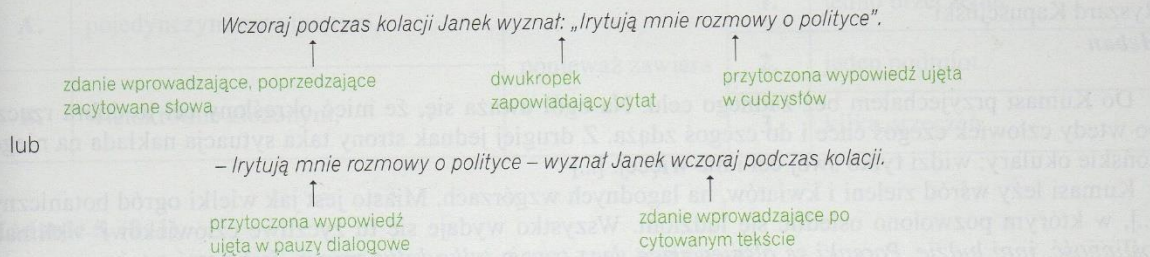 Wczoraj podczas kolacji Janek wyznał: „Irytują mnie rozmowy o polityce”.
zdanie wprowadzające, poprzedzające
zacytowane słowa
dwukropek
zapowiadający cytat
przytoczona wypowiedź ujęta
w cudzysłów
lub
– Irytują mnie rozmowy o polityce – wyznał Janek wczoraj podczas kolacji.
przytoczona wypowiedź
ujęta w pauzy dialogowe
zdanie wprowadzające po
cytowanym tekście